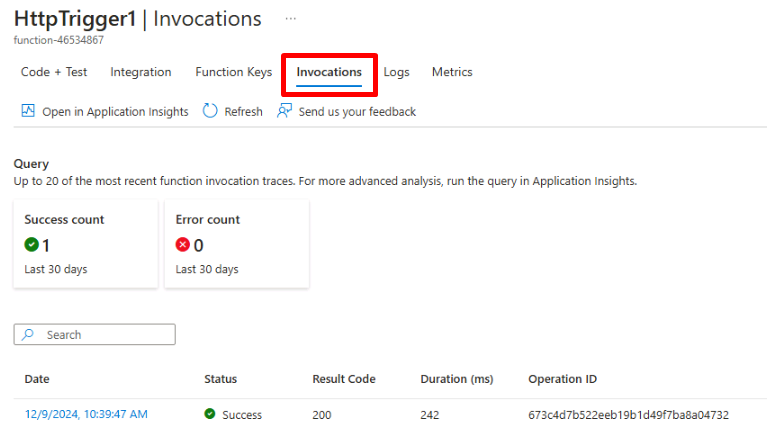 HttpTrigger1 | Invocations ...
function-46534867
Code + Test Integration Function Keys Invocations Logs Metrics
Open in Application Insights Refresh Send us your feedback
Query
Up to 20 of the most recent function invocation traces. For more advanced analysis, run the query in Application Insights.
Success count Error count
1 0
Last 30 days Last 30 days
Search
Date Status Result Code Duration (ms) Operation ID
12/9/2024, 10:39:47 AM Success 200 242 673c4d7b522eeb19b1d49f7ba8a04732